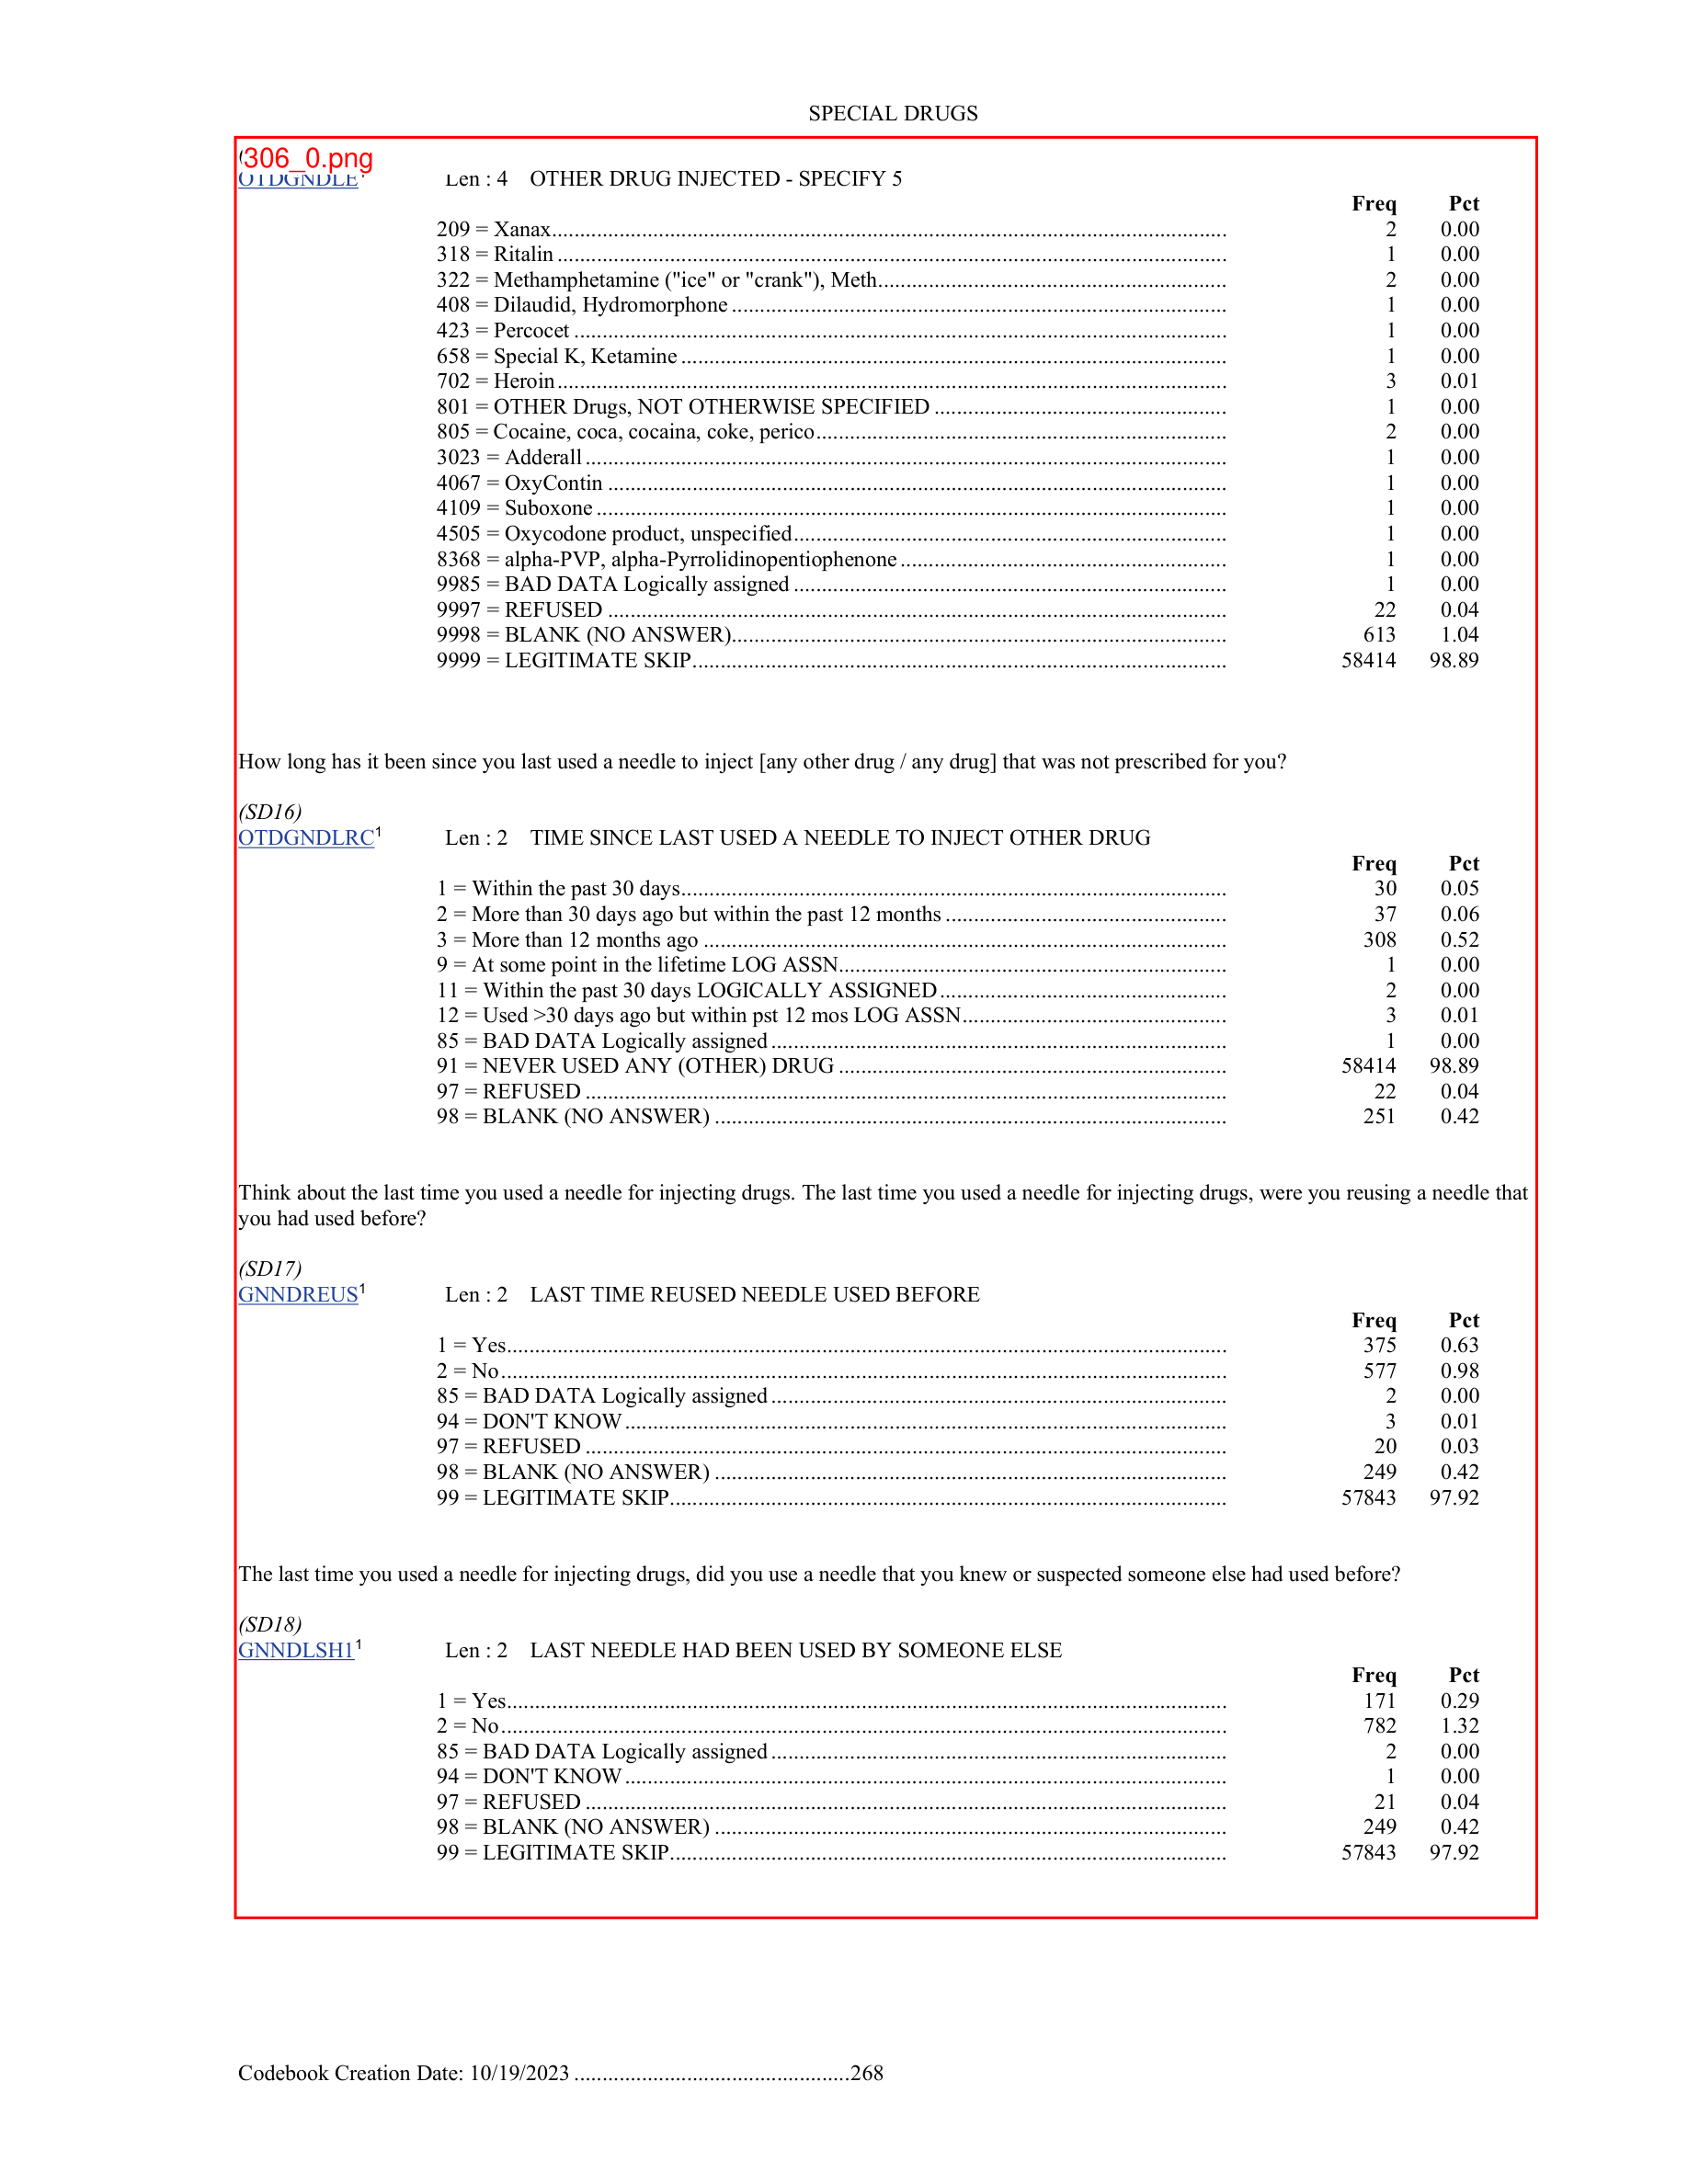 SPECIAL DRUGS
306_0.png
OTDGNDLE Len : 4 OTHER DRUG INJECTED - SPECIFY 5
Freq Pct
209 = Xanax........ 2 0.00
318 = Ritalin ........ 1 0.00
322 = Methamphetamine ("ice" or "crank"), Meth........ 2 0.00
408 = Dilaudid, Hydromorphone ........ 1 0.00
423 = Percocet ........ 1 0.00
658 = Special K, Ketamine ........ 1 0.00
702 = Heroin........ 3 0.01
801 = OTHER Drugs, NOT OTHERWISE SPECIFIED ........ 1 0.00
805 = Cocaine, coca, cocaina, coke, perico........ 2 0.00
3023 = Adderall ........ 1 0.00
4067 = OxyContin ........ 1 0.00
4109 = Suboxone ........ 1 0.00
4505 = Oxycodone product, unspecified........ 1 0.00
8368 = alpha-PVP, alpha-Pyrrolidinopentiophenone ........ 1 0.00
9985 = BAD DATA Logically assigned ........ 1 0.00
9997 = REFUSED ........ 22 0.04
9998 = BLANK (NO ANSWER)........ 613 1.04
9999 = LEGITIMATE SKIP........ 58414 98.89
How long has it been since you last used a needle to inject [any other drug / any drug] that was not prescribed for you?
(SD16)
OTDGNDLRC1 Len : 2 TIME SINCE LAST USED A NEEDLE TO INJECT OTHER DRUG
Freq Pct
1 = Within the past 30 days........ 30 0.05
2 = More than 30 days ago but within the past 12 months ........ 37 0.06
3 = More than 12 months ago ........ 308 0.52
9 = At some point in the lifetime LOG ASSN........ 1 0.00
11 = Within the past 30 days LOGICALLY ASSIGNED........ 2 0.00
12 = Used >30 days ago but within pst 12 mos LOG ASSN........ 3 0.01
85 = BAD DATA Logically assigned ........ 1 0.00
91 = NEVER USED ANY (OTHER) DRUG ........ 58414 98.89
97 = REFUSED ........ 22 0.04
98 = BLANK (NO ANSWER) ........ 251 0.42
Think about the last time you used a needle for injecting drugs. The last time you used a needle for injecting drugs, were you reusing a needle that
you had used before?
(SD17)
GNNDREUS1 Len : 2 LAST TIME REUSED NEEDLE USED BEFORE
Freq Pct
1 = Yes........ 375 0.63
2 = No........ 577 0.98
85 = BAD DATA Logically assigned ........ 2 0.00
94 = DON'T KNOW ........ 3 0.01
97 = REFUSED ........ 20 0.03
98 = BLANK (NO ANSWER) ........ 249 0.42
99 = LEGITIMATE SKIP........ 57843 97.92
The last time you used a needle for injecting drugs, did you use a needle that you knew or suspected someone else had used before?
(SD18)
GNNDLSH11 Len : 2 LAST NEEDLE HAD BEEN USED BY SOMEONE ELSE
Freq Pct
1 = Yes........ 171 0.29
2 = No........ 782 1.32
85 = BAD DATA Logically assigned ........ 2 0.00
94 = DON'T KNOW ........ 1 0.00
97 = REFUSED ........ 21 0.04
98 = BLANK (NO ANSWER) ........ 249 0.42
99 = LEGITIMATE SKIP........ 57843 97.92
Codebook Creation Date: 10/19/2023 ........268